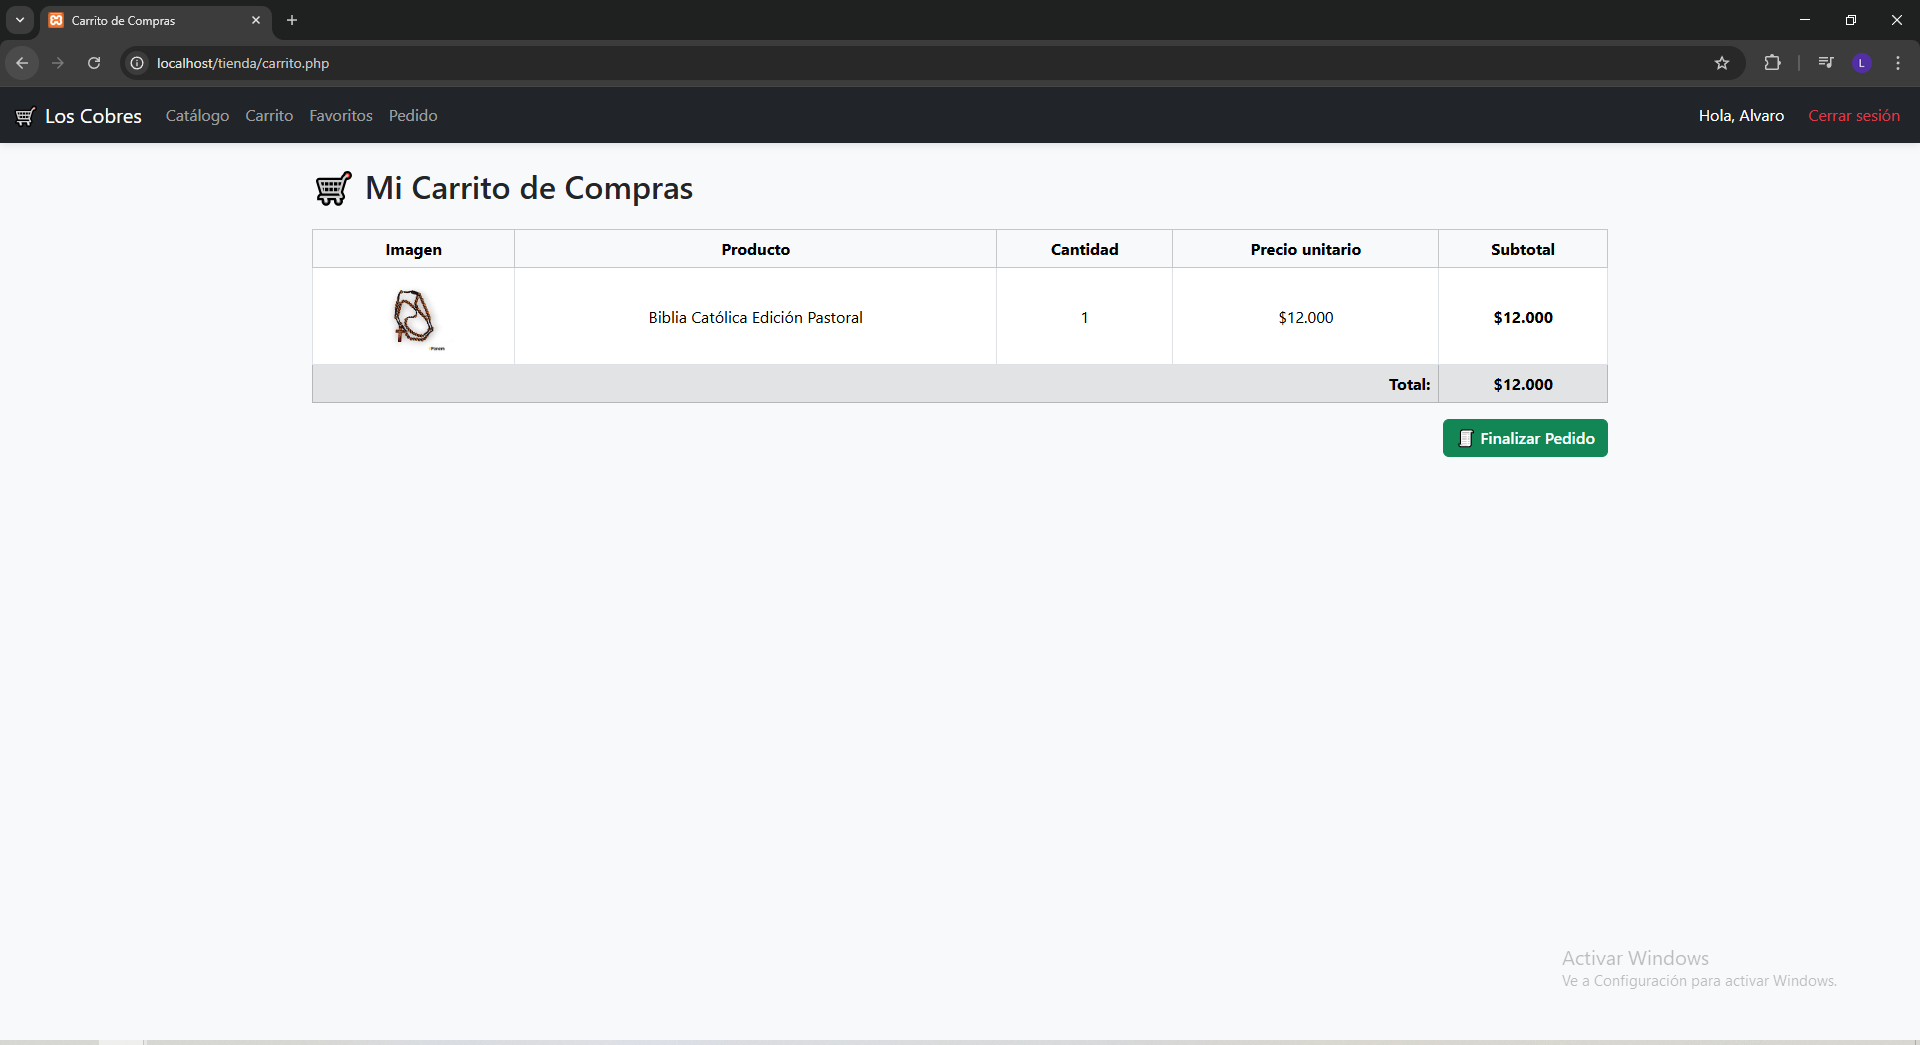 Carrito de Compras
localhost/tienda/carrito.php
L
Los Cobres Catálogo Carrito Favoritos Pedido Hola, Alvaro Cerrar sesión
Mi Carrito de Compras
Imagen Producto Cantidad Precio unitario Subtotal
Biblia Católica Edición Pastoral 1 $12.000 $12.000
Total: $12.000
Finalizar Pedido
Activar Windows
Ve a Configuración para activar Windows.